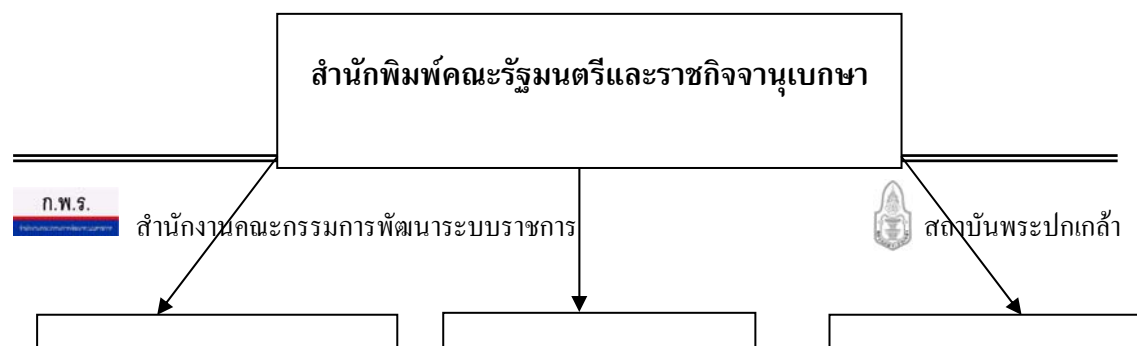 สำนักพิมพ์คณะรัฐมนตรีและราชกิจจานุเบกษา
ก.พ.ร.
สำนักงานคณะกรรมการพัฒนาระบบราชการ
สถาบันพระปกเกล้า